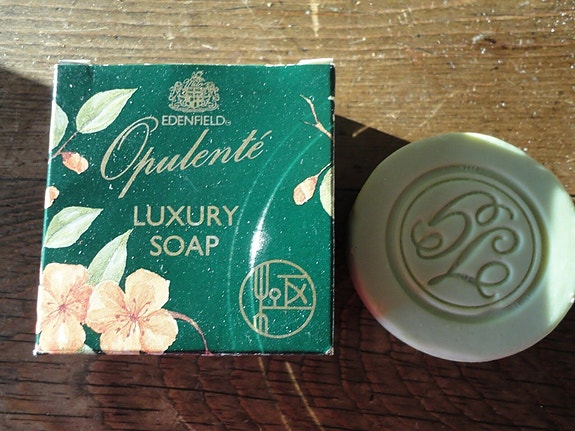 EDENFIELD
Opulenté
LUXURY
SOAP